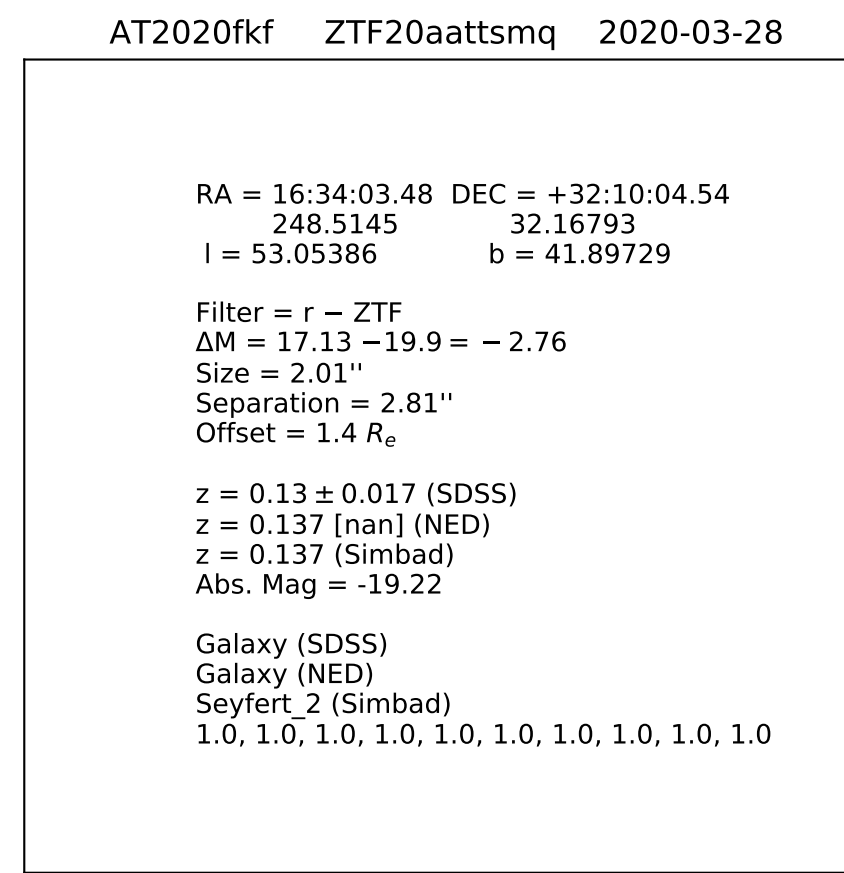 AT2020fkf ZTF20aattsmq 2020-03-28
RA = 16:34:03.48 DEC = +32:10:04.54
248.5145 32.16793
l = 53.05386 b = 41.89729
Filter = r − ZTF
ΔM = 17.13 −19.9 = − 2.76
Size = 2.01''
Separation = 2.81''
Offset = 1.4 Rₑ
z = 0.13 ± 0.017 (SDSS)
z = 0.137 [nan] (NED)
z = 0.137 (Simbad)
Abs. Mag = -19.22
Galaxy (SDSS)
Galaxy (NED)
Seyfert_2 (Simbad)
1.0, 1.0, 1.0, 1.0, 1.0, 1.0, 1.0, 1.0, 1.0, 1.0